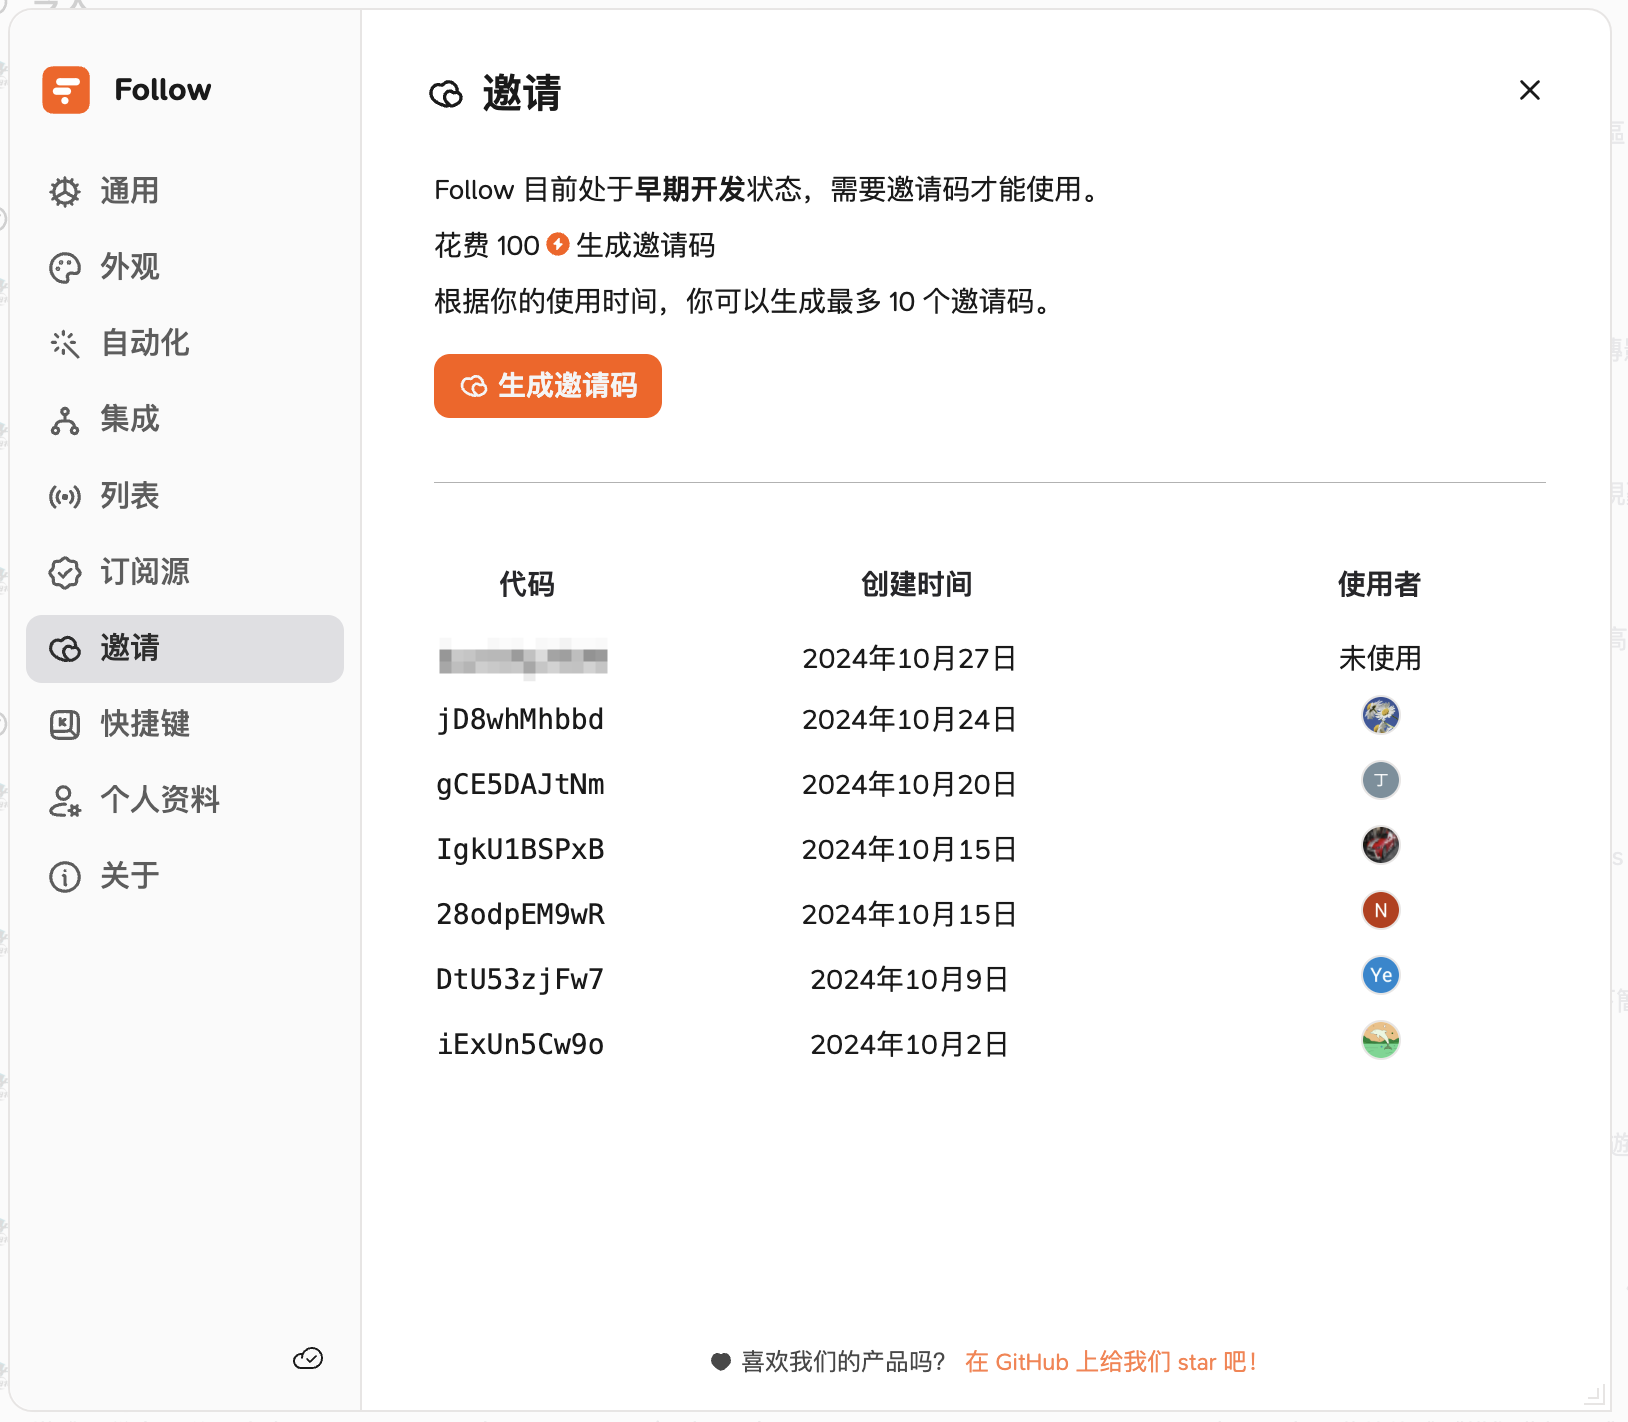 Follow
通用
外观
自动化
集成
列表
订阅源
邀请
快捷键
个人资料
关于
邀请
Follow 目前处于早期开发状态，需要邀请码才能使用。
花费 100 生成邀请码
根据你的使用时间，你可以生成最多 10 个邀请码。
生成邀请码
代码 创建时间 使用者
2024年10月27日 未使用
jD8whMhbbd 2024年10月24日
gCE5DAJtNm 2024年10月20日 丁
IgkU1BSPxB 2024年10月15日
28odpEM9wR 2024年10月15日 N
DtU53zjFw7 2024年10月9日 Ye
iExUn5Cw9o 2024年10月2日
喜欢我们的产品吗？ 在 GitHub 上给我们 star 吧！